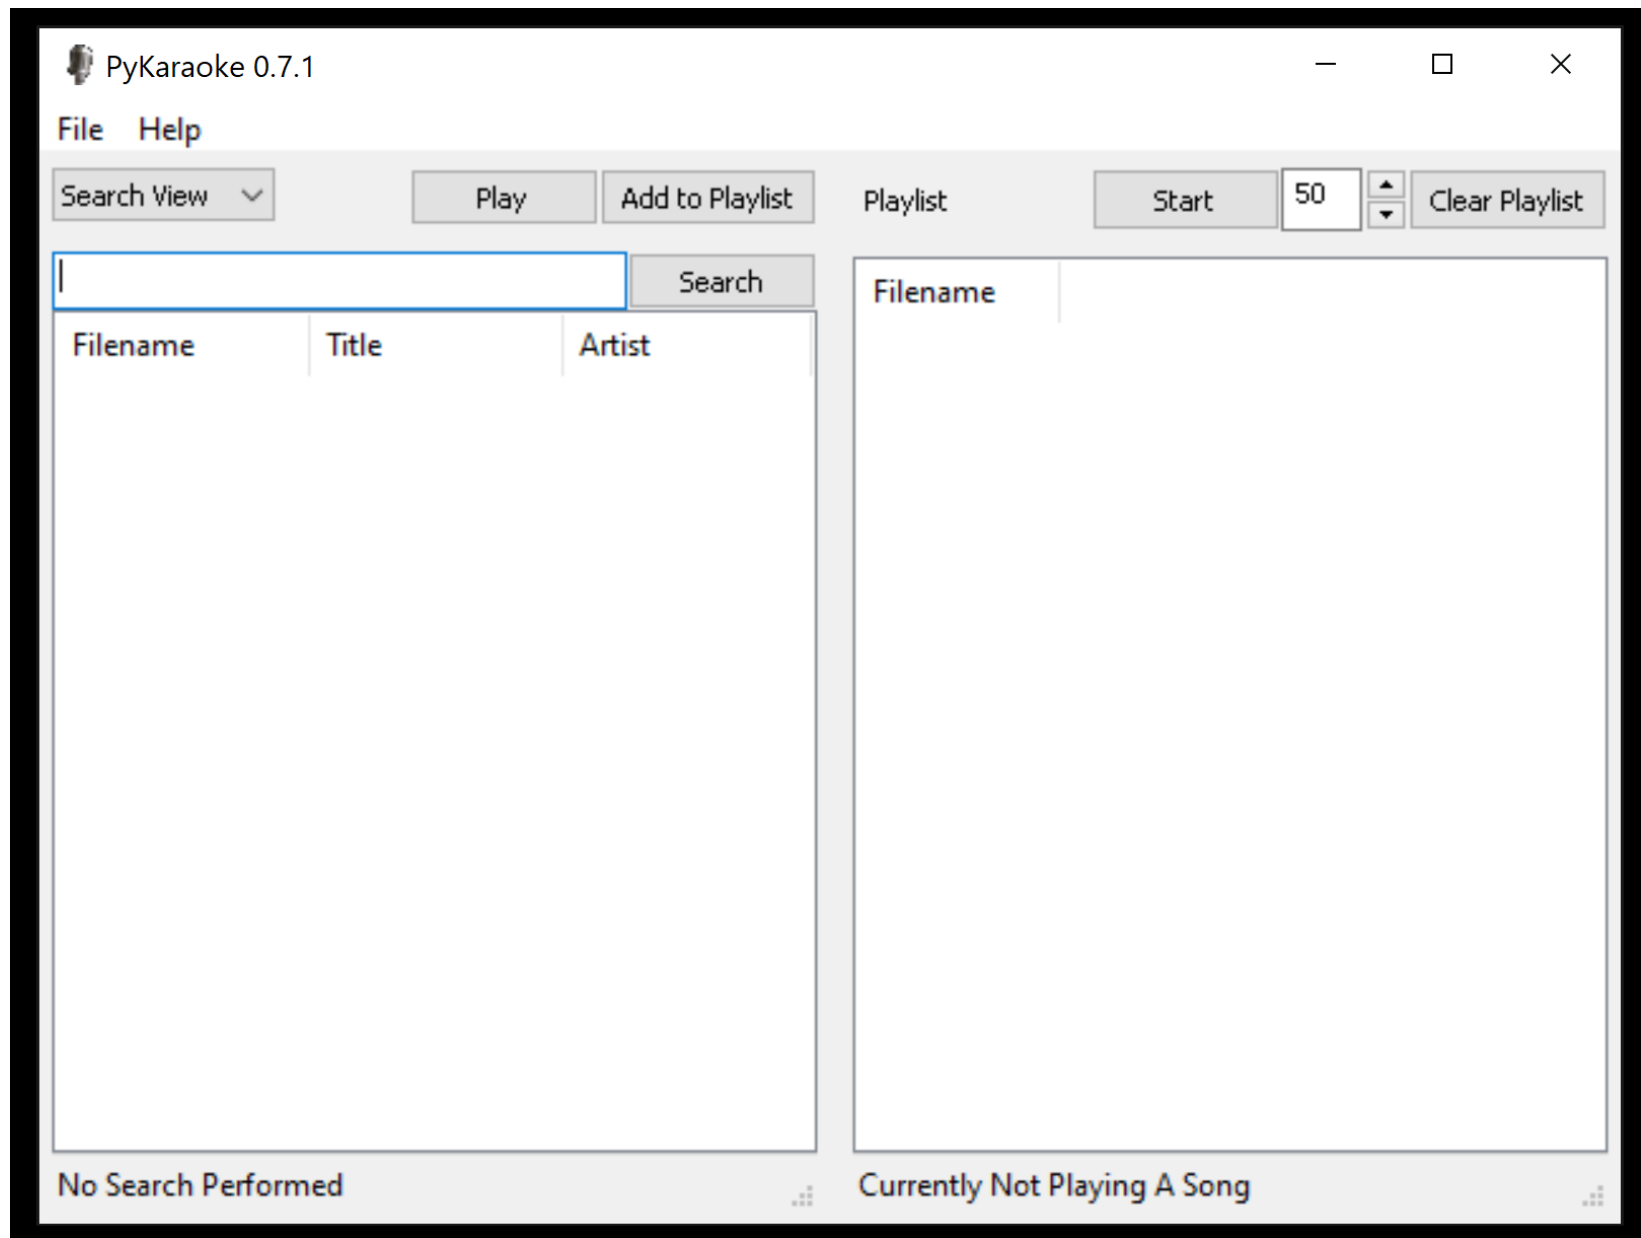 PyKaraoke 0.7.1
File Help
Search View Play Add to Playlist Playlist Start 50 Clear Playlist
Search
Filename Title Artist
Filename
No Search Performed
Currently Not Playing A Song